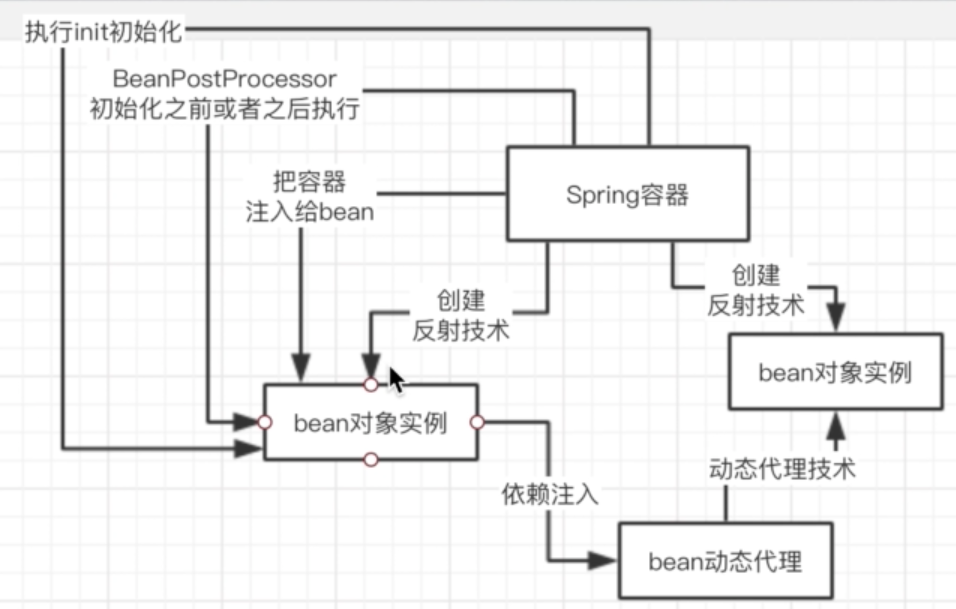 执行init初始化
BeanPostProcessor
初始化之前或者之后执行
把容器
注入给bean
Spring容器
创建
反射技术
创建
反射技术
bean对象实例
bean对象实例
动态代理技术
依赖注入
bean动态代理